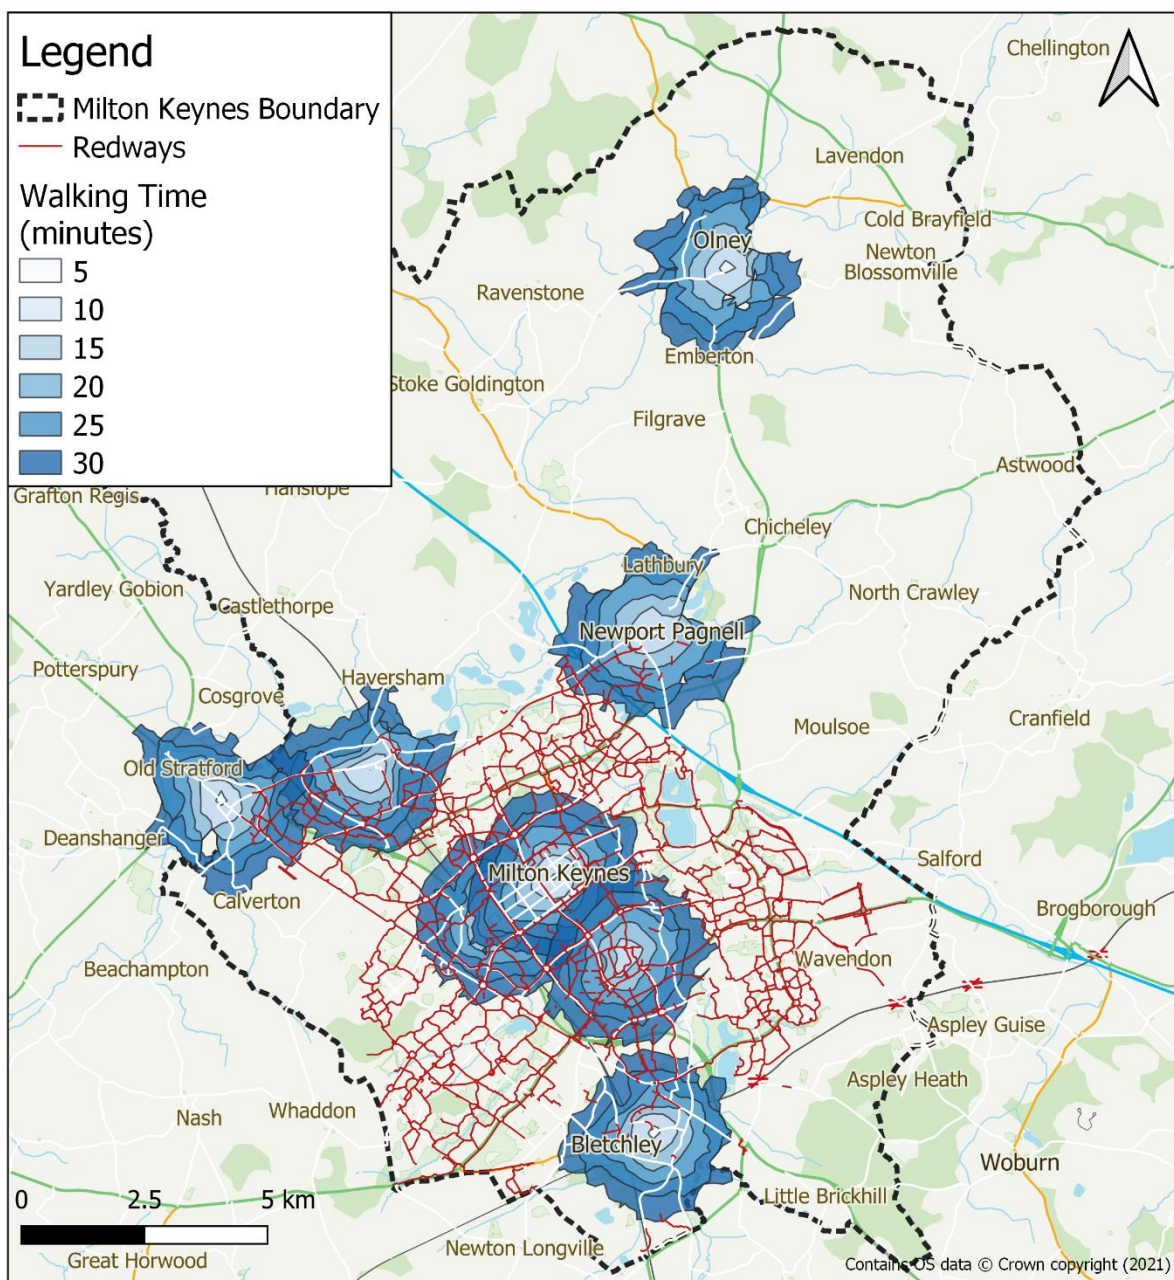 Legend
Milton Keynes Boundary
Redways
Walking Time
(minutes)
5
10
15
20
25
30
Chellington
Lavendon
Cold Brayfield
Olney
Newton
Blossomville
Ravenstone
Emberton
Stoke Goldington
Filgrave
Astwood
Hanslope
Grafton Regis
Chicheley
Lathbury
Yardley Gobion
Castlethorpe
North Crawley
Newport Pagnell
Potterspury
Haversham
Cosgrove
Moulsoe
Cranfield
Old Stratford
Deanshanger
Salford
Milton Keynes
Calverton
Brogborough
Beachampton
Wavendon
Aspley Guise
Aspley Heath
Nash
Whaddon
Bletchley
Woburn
0 2.5 5 km
Little Brickhill
Newton Longville
Great Horwood
Contains OS data © Crown copyright (2021)